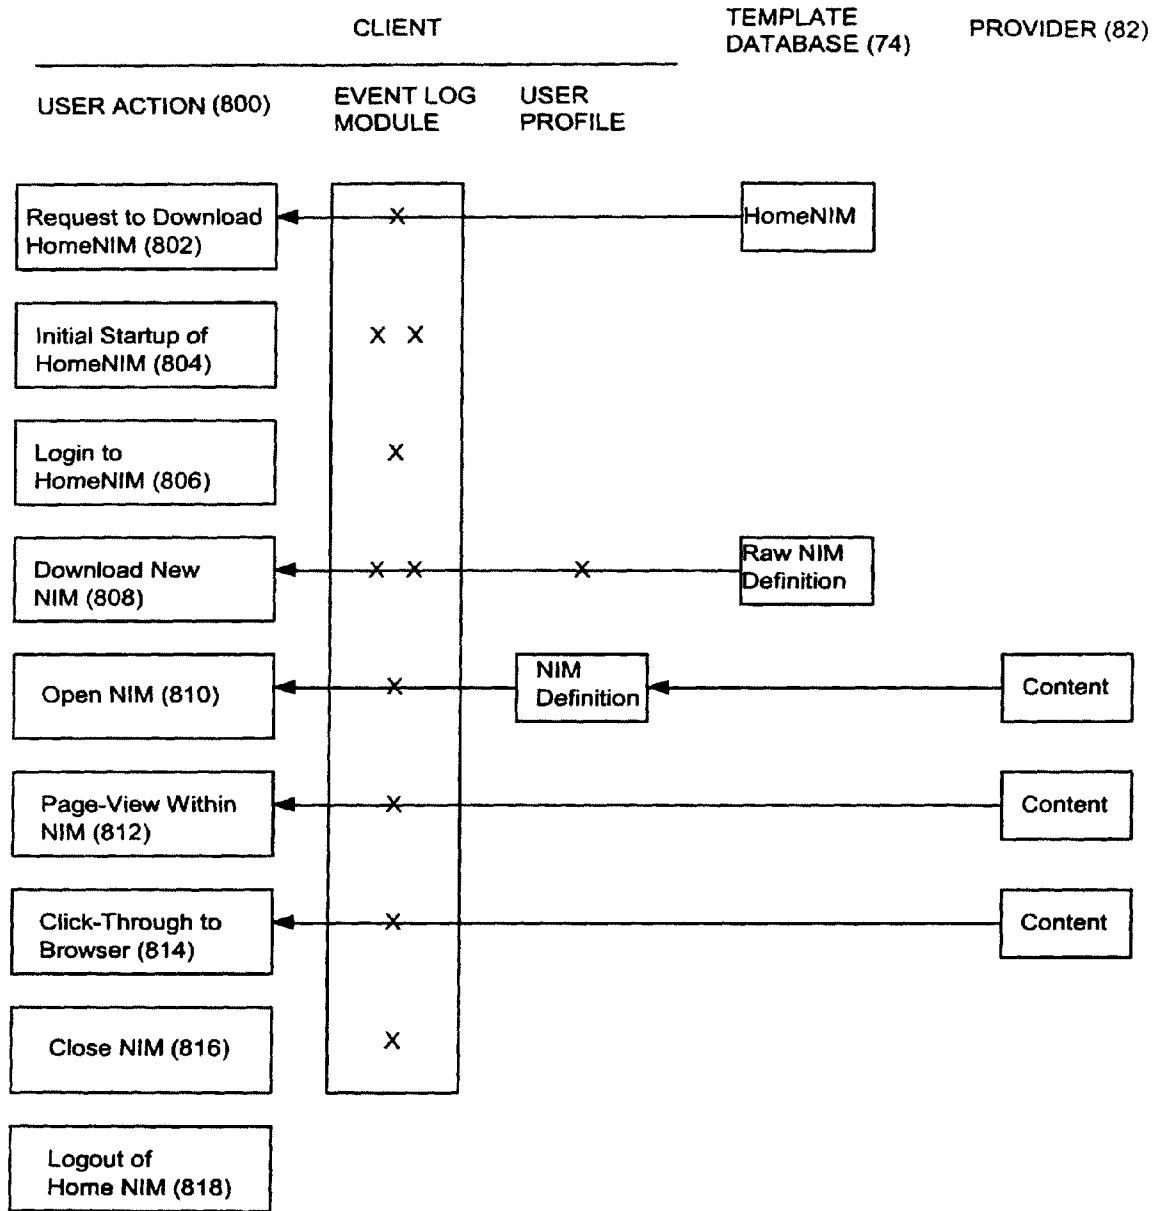 CLIENT
TEMPLATE
DATABASE (74)
PROVIDER (82)
USER ACTION (800)
EVENT LOG
MODULE
USER
PROFILE
Request to Download
HomeNIM (802)
X
HomeNIM
Initial Startup of
HomeNIM (804)
X X
Login to
HomeNIM (806)
X
Download New
NIM (808)
X X
X
Raw NIM
Definition
Open NIM (810)
X
NIM
Definition
Content
Page-View Within
NIM (812)
X
Content
Click-Through to
Browser (814)
X
Content
Close NIM (816)
X
Logout of
Home NIM (818)